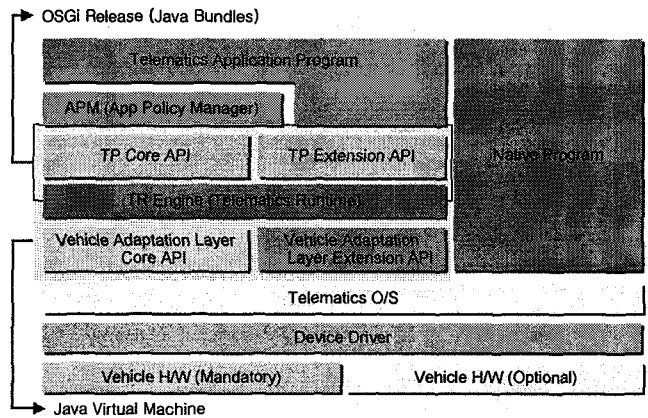 OSGi Release (Java Bundles)
Telematics Application Program
APM (App Policy Manager)
TP Core API
TP Extension API
Native Program
TR Engine (Telematics Runtime)
Vehicle Adaptation Layer
Core API
Vehicle Adaptation
Layer Extension API
Telematics O/S
Device Driver
Vehicle H/W (Mandatory)
Vehicle H/W (Optional)
Java Virtual Machine